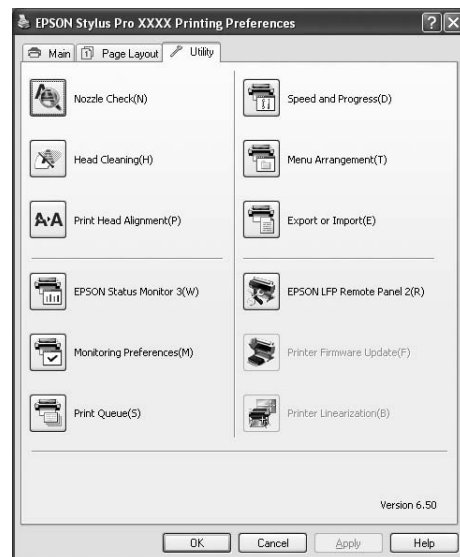 EPSON Stylus Pro XXXX Printing Preferences
Main
1
Page Layout
Utility
Nozzle Check(N)
Speed and Progress(D)
Head Cleaning(H)
Menu Arrangement(T)
A·A
Print Head Alignment(P)
Export or Import(E)
EPSON Status Monitor 3(W)
EPSON LFP Remote Panel 2(R)
Monitoring Preferences(M)
Printer Firmware Update(F)
Print Queue(S)
Printer Linearization(B)
Version 6.50
OK
Cancel
Apply
Help